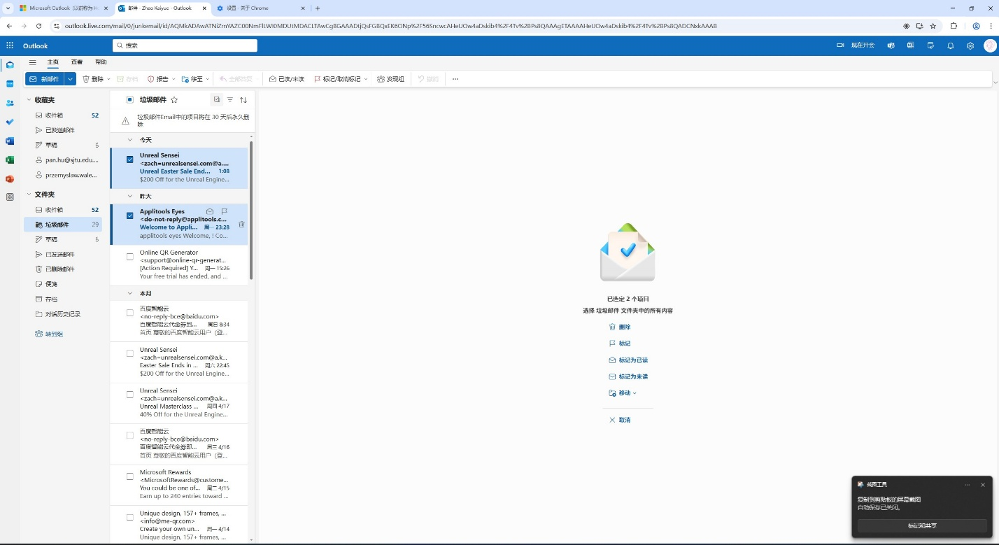 邮件 - Zhao Kaiyue - Outlook
设置 - 关于 Chrome
outlook.live.com/mail/0/junkemail/id/
Outlook
搜索
现在开会
主页
查看
帮助
新邮件
删除
存档
报告
移至
全部答复
已读/未读
标记/取消标记
发现组
撤消
收藏夹
收件箱
52
已发送邮件
草稿
6
pan.hu@sjtu.edu....
przemyslaw.wale...
文件夹
收件箱
52
垃圾邮件
29
草稿
6
已发送邮件
已删除邮件
便笺
存档
对话历史记录
转到组
垃圾邮件
垃圾邮件Email中的项目将在 30 天后永久删
除
今天
Unreal Sensei
<zach=unrealsensei.com@a....
Unreal Easter Sale End... 1:08
$200 Off for the Unreal Engine...
昨天
Applitools Eyes
<do-not-reply@applitools.c...
Welcome to Appli... 周一 23:28
applitools eyes Welcome, ! Co...
Online QR Generator
<support@online-qr-generat...
[Action Required] Y... 周一 15:26
Your free trial has ended, and ...
本月
百度智能云
<no-reply-bce@baidu.com>
百度智能云代金券到... 周日 8:34
首页 尊敬的百度智能云用户（登...
Unreal Sensei
<zach=unrealsensei.com@a.k...
Easter Sale Ends in ... 周六 22:45
$200 Off for the Unreal Engine...
Unreal Sensei
<zach=unrealsensei.com@a.k...
Unreal Masterclass ... 周四 4/17
40% Off for the Unreal Engine...
百度智能云
<no-reply-bce@baidu.com>
百度智能云代金券即... 周三 4/16
首页 尊敬的百度智能云用户（登...
Microsoft Rewards
<MicrosoftRewards@custome...
You could be one of... 周二 4/15
Earn up to 240 entries toward ...
Unique design, 157+ frames, ...
<info@me-qr.com>
Create your own un... 周一 4/14
Unique design, 157+ frames, ...
已选定 2 个项目
选择 垃圾邮件 文件夹中的所有内容
删除
标记
标记为已读
标记为未读
移动
取消
截图工具
复制到剪贴板的屏幕截图
自动保存已关闭。
标记和共享